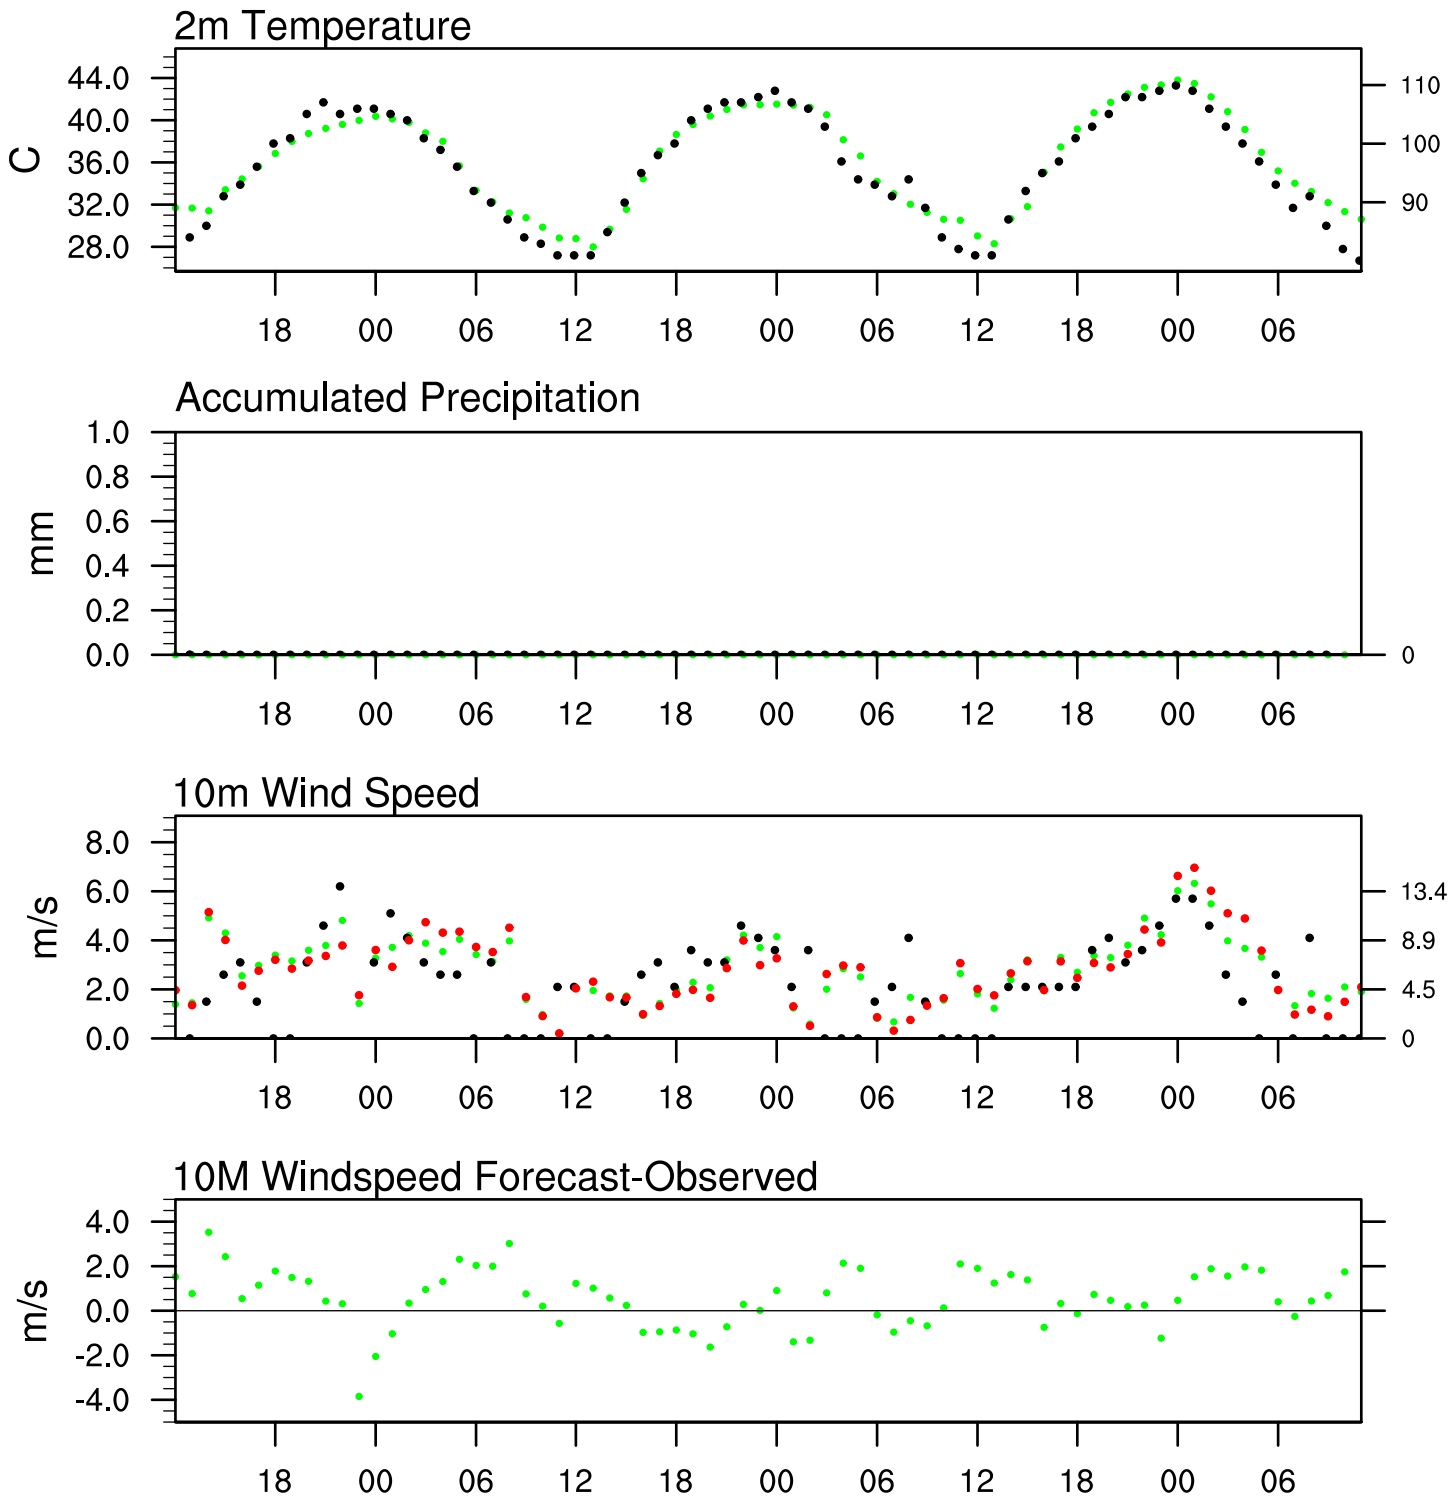 2m Temperature
44.0
40.0
36.0
32.0
28.0
C
110
100
90
18 00 06 12 18 00 06 12 18 00 06
Accumulated Precipitation
1.0
0.8
0.6
0.4
0.2
0.0
mm
0
18 00 06 12 18 00 06 12 18 00 06
10m Wind Speed
8.0
6.0
4.0
2.0
0.0
m/s
13.4
8.9
4.5
0
18 00 06 12 18 00 06 12 18 00 06
10M Windspeed Forecast-Observed
4.0
2.0
0.0
-2.0
-4.0
m/s
18 00 06 12 18 00 06 12 18 00 06